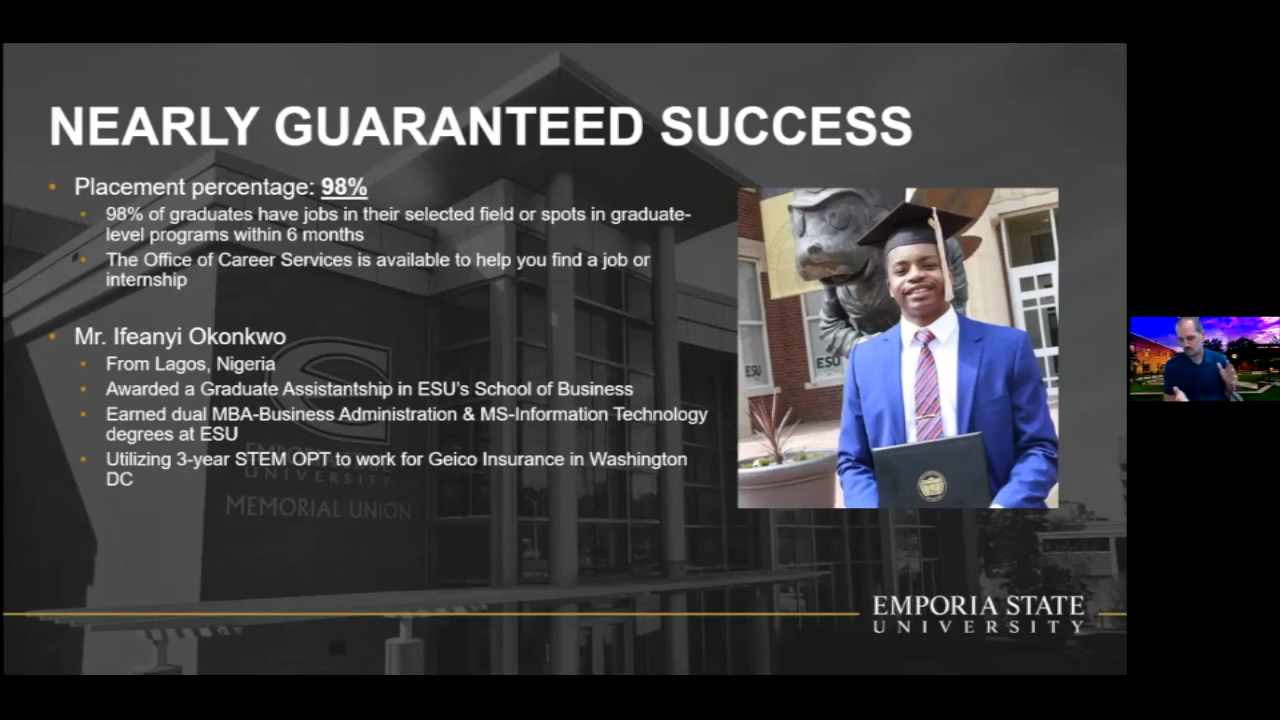 NEARLY GUARANTEED SUCCESS
• Placement percentage: 98%
• 98% of graduates have jobs in their selected field or spots in graduate-
level programs within 6 months
• The Office of Career Services is available to help you find a job or
internship
• Mr. Ifeanyi Okonkwo
• From Lagos, Nigeria
• Awarded a Graduate Assistantship in ESU's School of Business
• Earned dual MBA-Business Administration & MS-Information Technology
degrees at ESU
• Utilizing 3-year STEM OPT to work for Geico Insurance in Washington
DC
EMPORIA STATE
UNIVERSITY
MEMORIAL UNION
ESU
ESU
EMPORIA STATE
UNIVERSITY